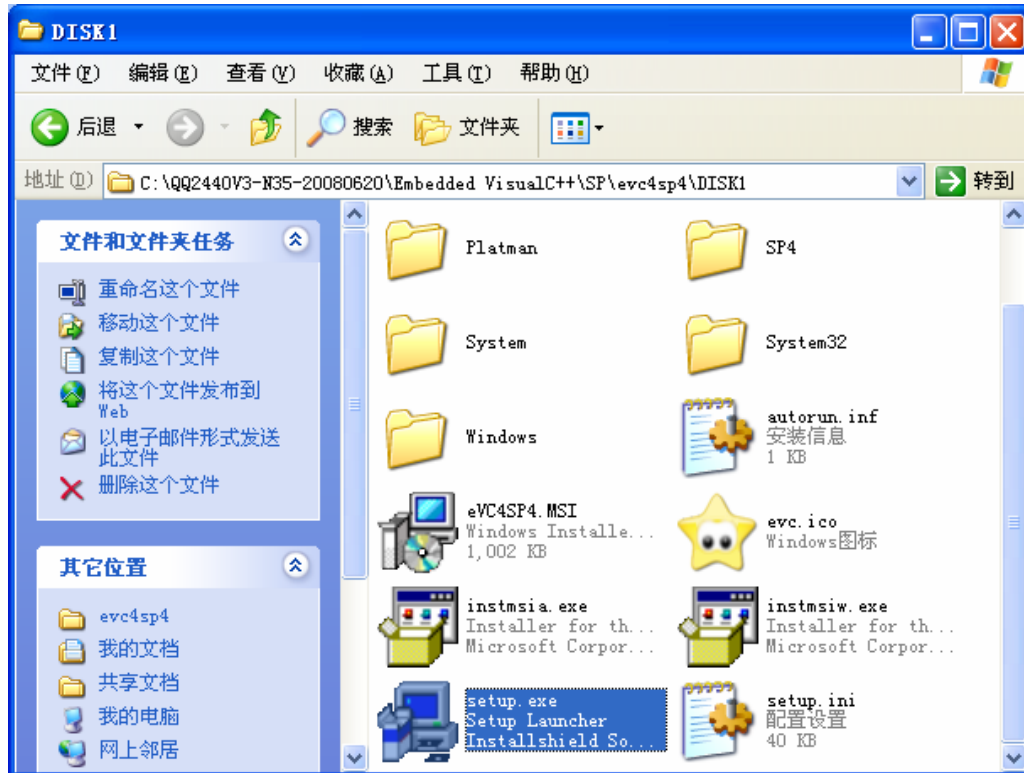 DISK1
文件(F) 编辑(E) 查看(V) 收藏(A) 工具(T) 帮助(H)
后退 搜索 文件夹
地址(D) C:\QQ2440V3-N35-20080620\Embedded VisualC++\SP\evc4sp4\DISK1 转到
文件和文件夹任务
重命名这个文件
移动这个文件
复制这个文件
将这个文件发布到
Web
以电子邮件形式发送
此文件
删除这个文件
其它位置
evc4sp4
我的文档
共享文档
我的电脑
网上邻居
Platman
SP4
System
System32
Windows
autorun.inf
安装信息
1 KB
eVC4SP4.MSI
Windows Installe...
1,002 KB
evc.ico
Windows图标
instmsia.exe
Installer for th...
Microsoft Corpor...
instmsiw.exe
Installer for th...
Microsoft Corpor...
setup.exe
Setup Launcher
Installshield So...
setup.ini
配置设置
40 KB